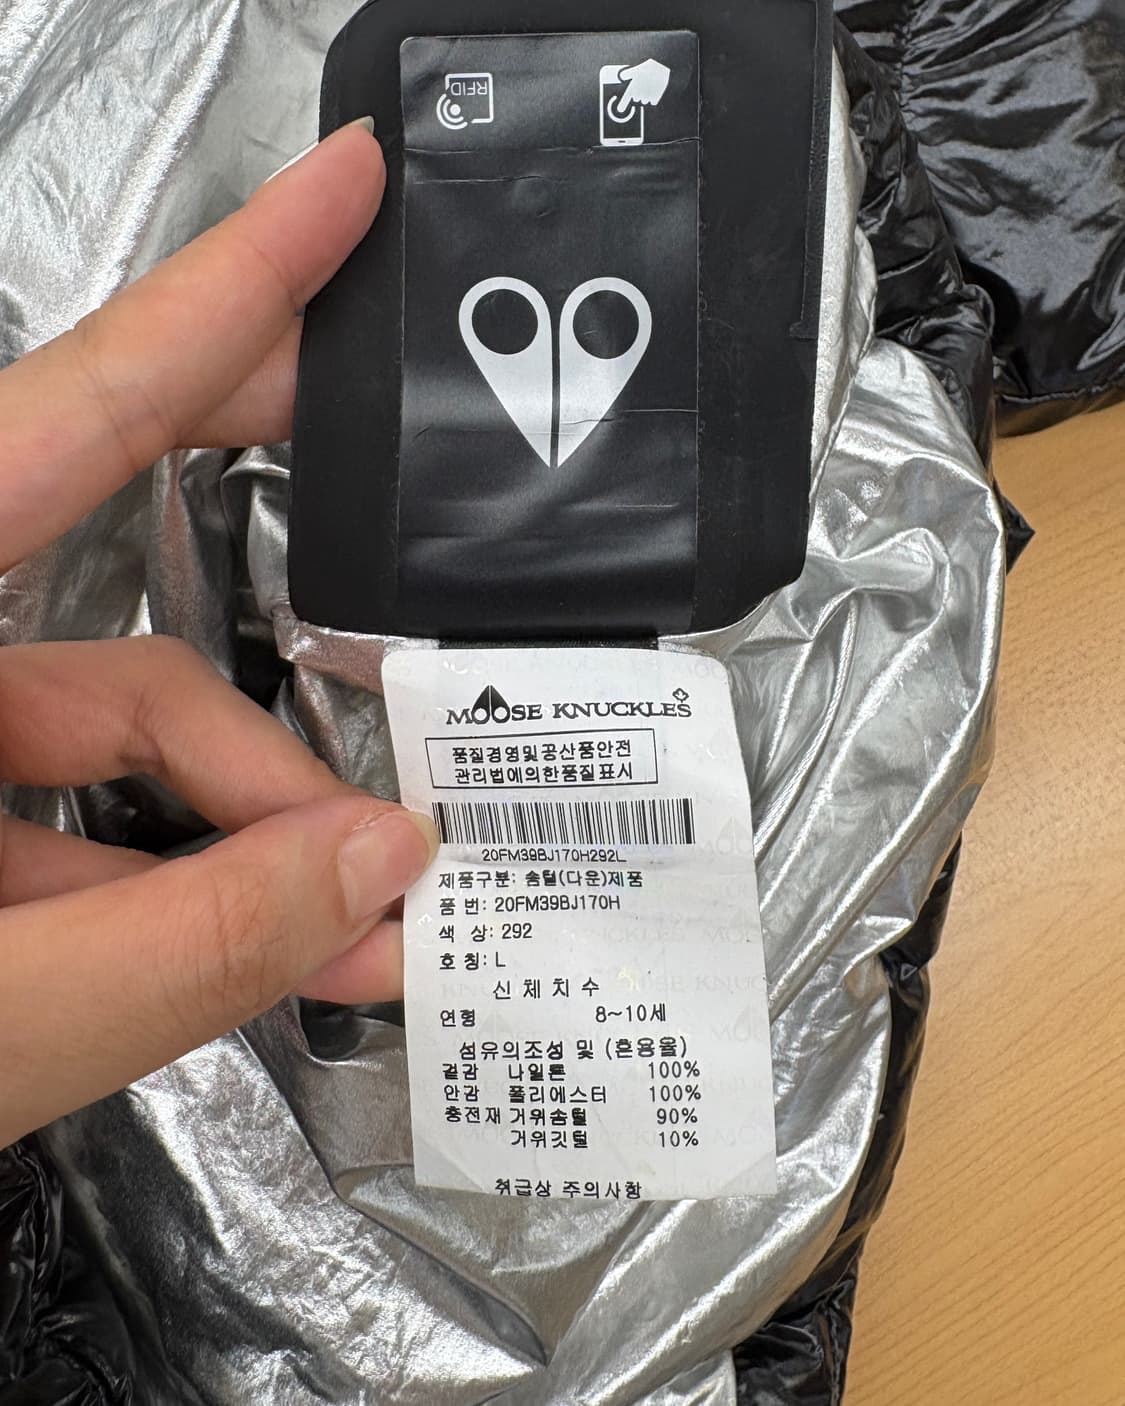 RFID
MOOSE KNUCKLES
품질경영및공산품안전
관리법에의한품질표시
20FM39BJ170H292L
제품구분: 솜털(다운)제품
품 번: 20FM39BJ170H
색 상: 292
호 칭: L
신 체 치 수
연형 8~10세
섬유의조성 및 (혼용율)
겉감 나일론 100%
안감 폴리에스터 100%
충전재 거위솜털 90%
거위깃털 10%
취급상 주의사항